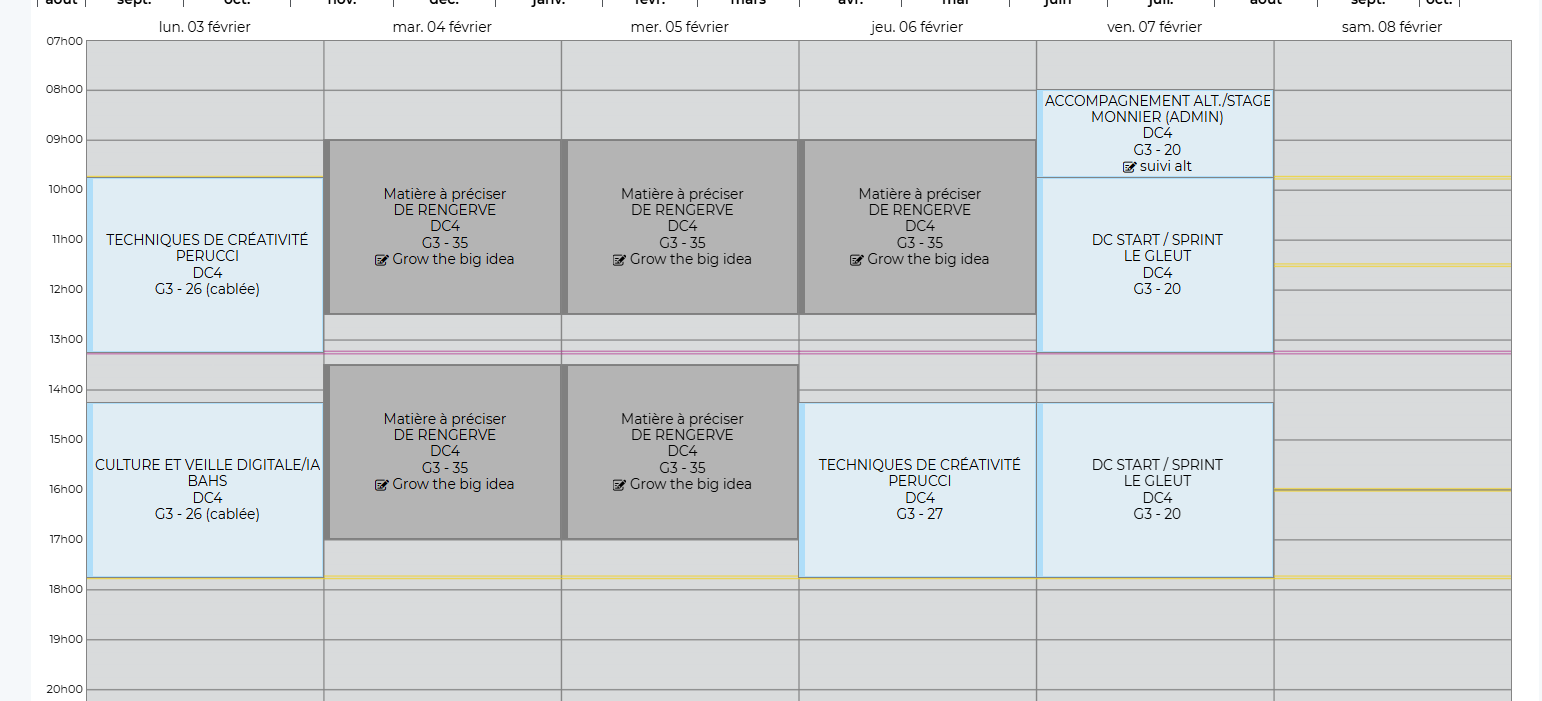 août sept. oct. nov. déc. janv. févr. mars avr. mai juin juil. août sept. oct.
lun. 03 février mar. 04 février mer. 05 février jeu. 06 février ven. 07 février sam. 08 février
07h00
08h00
09h00
10h00
11h00
12h00
13h00
14h00
15h00
16h00
17h00
18h00
19h00
20h00
TECHNIQUES DE CRÉATIVITÉ
PERUCCI
DC4
G3 - 26 (cablée)
CULTURE ET VEILLE DIGITALE/IA
BAHS
DC4
G3 - 26 (cablée)
Matière à préciser
DE RENGERVE
DC4
G3 - 35
Grow the big idea
Matière à préciser
DE RENGERVE
DC4
G3 - 35
Grow the big idea
Matière à préciser
DE RENGERVE
DC4
G3 - 35
Grow the big idea
Matière à préciser
DE RENGERVE
DC4
G3 - 35
Grow the big idea
Matière à préciser
DE RENGERVE
DC4
G3 - 35
Grow the big idea
TECHNIQUES DE CRÉATIVITÉ
PERUCCI
DC4
G3 - 27
ACCOMPAGNEMENT ALT./STAGE
MONNIER (ADMIN)
DC4
G3 - 20
suivi alt
DC START / SPRINT
LE GLEUT
DC4
G3 - 20
DC START / SPRINT
LE GLEUT
DC4
G3 - 20